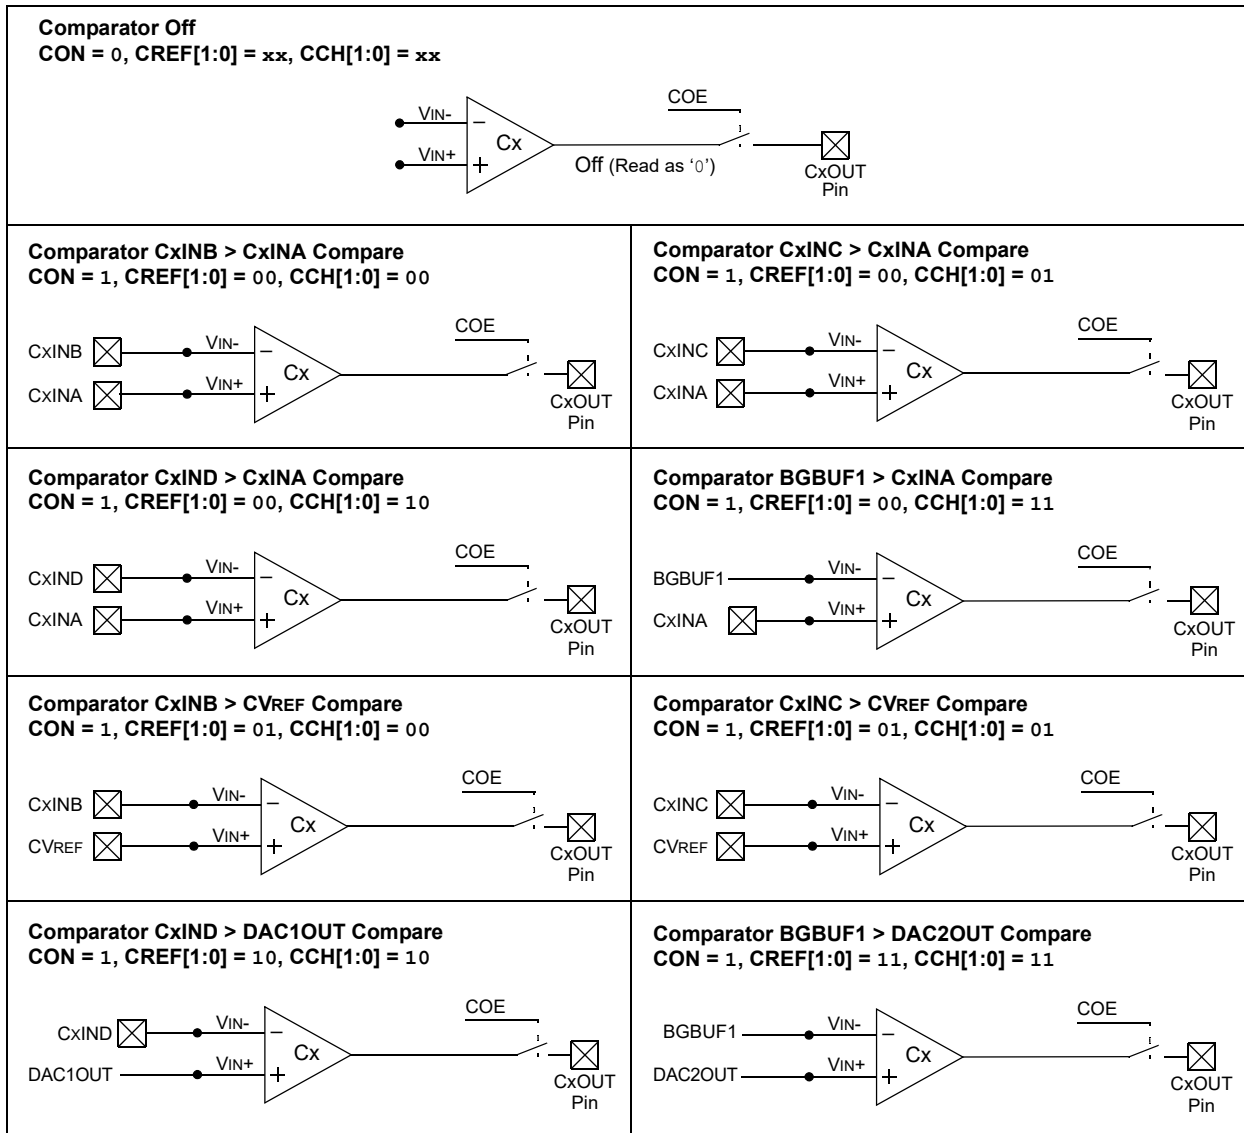 Comparator Off
CON = 0, CREF[1:0] = xx, CCH[1:0] = xx
COE
VIN-
–
Cx
VIN+
+
Off (Read as ‘0’)
CxOUT
Pin
Comparator CxINB > CxINA Compare
CON = 1, CREF[1:0] = 00, CCH[1:0] = 00
COE
CxINB
VIN-
–
Cx
CxINA
VIN+
+
CxOUT
Pin
Comparator CxINC > CxINA Compare
CON = 1, CREF[1:0] = 00, CCH[1:0] = 01
COE
CxINC
VIN-
–
Cx
CxINA
VIN+
+
CxOUT
Pin
Comparator CxIND > CxINA Compare
CON = 1, CREF[1:0] = 00, CCH[1:0] = 10
COE
CxIND
VIN-
–
Cx
CxINA
VIN+
+
CxOUT
Pin
Comparator BGBUF1 > CxINA Compare
CON = 1, CREF[1:0] = 00, CCH[1:0] = 11
COE
BGBUF1
VIN-
–
Cx
CxINA
VIN+
+
CxOUT
Pin
Comparator CxINB > CVREF Compare
CON = 1, CREF[1:0] = 01, CCH[1:0] = 00
COE
CxINB
VIN-
–
Cx
CVREF
VIN+
+
CxOUT
Pin
Comparator CxINC > CVREF Compare
CON = 1, CREF[1:0] = 01, CCH[1:0] = 01
COE
CxINC
VIN-
–
Cx
CVREF
VIN+
+
CxOUT
Pin
Comparator CxIND > DAC1OUT Compare
CON = 1, CREF[1:0] = 10, CCH[1:0] = 10
COE
CxIND
VIN-
–
Cx
DAC1OUT
VIN+
+
CxOUT
Pin
Comparator BGBUF1 > DAC2OUT Compare
CON = 1, CREF[1:0] = 11, CCH[1:0] = 11
COE
BGBUF1
VIN-
–
Cx
DAC2OUT
VIN+
+
CxOUT
Pin